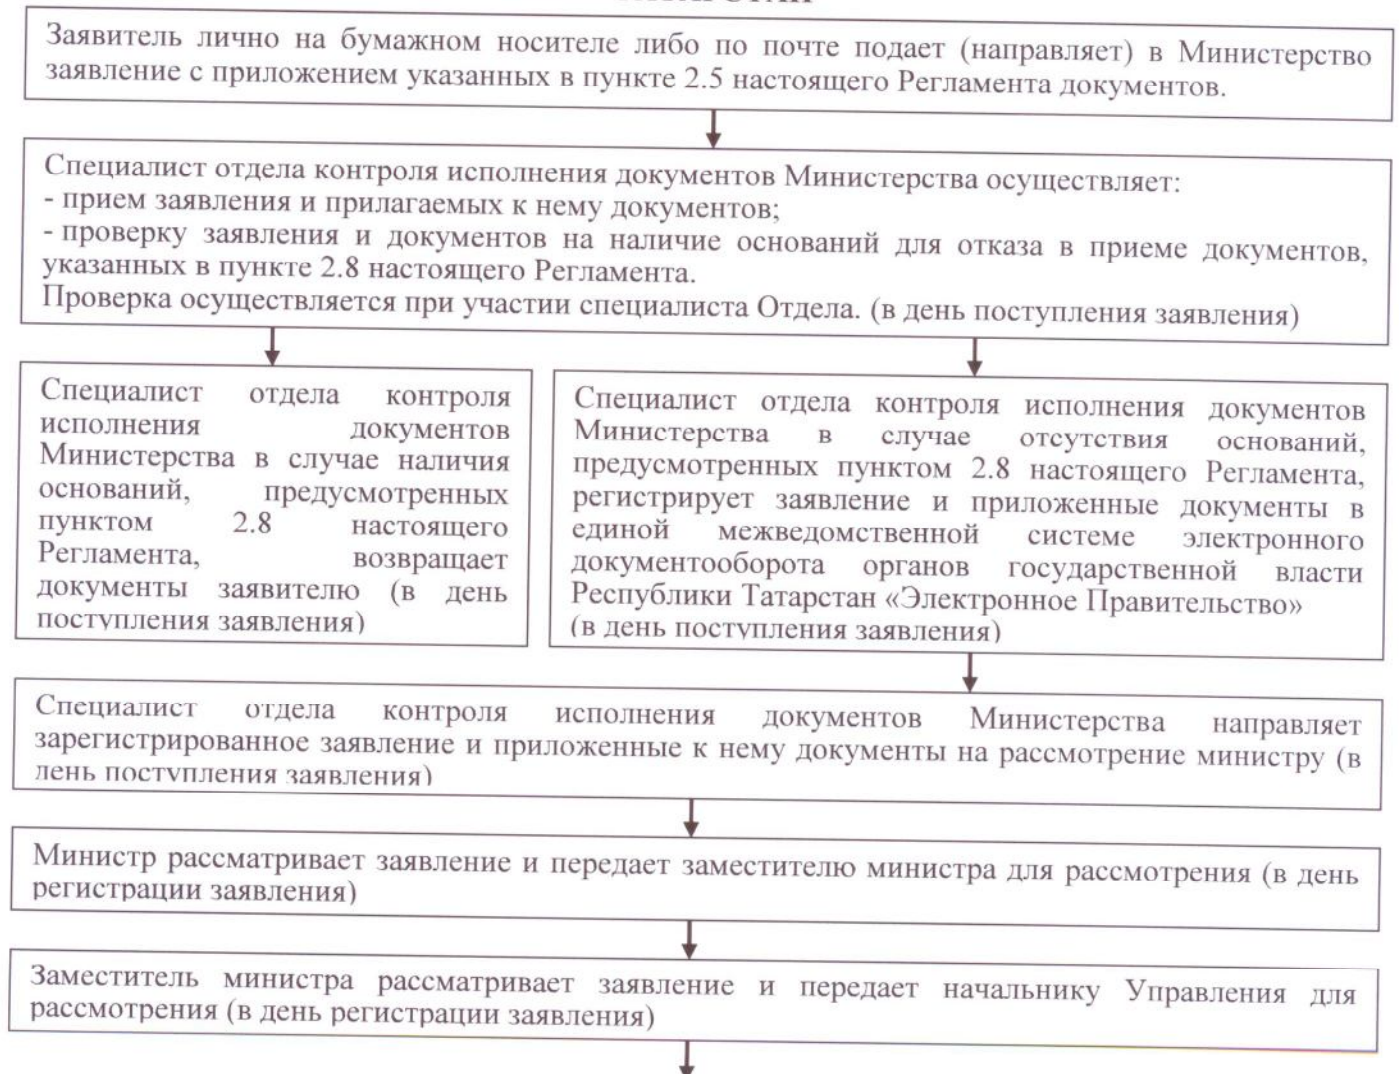 Заявитель лично на бумажном носителе либо по почте подает (направляет) в Министерство
заявление с приложением указанных в пункте 2.5 настоящего Регламента документов.
Специалист отдела контроля исполнения документов Министерства осуществляет:
- прием заявления и прилагаемых к нему документов;
- проверку заявления и документов на наличие оснований для отказа в приеме документов,
указанных в пункте 2.8 настоящего Регламента.
Проверка осуществляется при участии специалиста Отдела. (в день поступления заявления)
Специалист отдела контроля
исполнения документов
Министерства в случае наличия
оснований, предусмотренных
пунктом 2.8 настоящего
Регламента, возвращает
документы заявителю (в день
поступления заявления)
Специалист отдела контроля исполнения документов
Министерства в случае отсутствия оснований,
предусмотренных пунктом 2.8 настоящего Регламента,
регистрирует заявление и приложенные документы в
единой межведомственной системе электронного
документооборота органов государственной власти
Республики Татарстан «Электронное Правительство»
(в день поступления заявления)
Специалист отдела контроля исполнения документов Министерства направляет
зарегистрированное заявление и приложенные к нему документы на рассмотрение министру (в
день поступления заявления)
Министр рассматривает заявление и передает заместителю министра для рассмотрения (в день
регистрации заявления)
Заместитель министра рассматривает заявление и передает начальнику Управления для
рассмотрения (в день регистрации заявления)